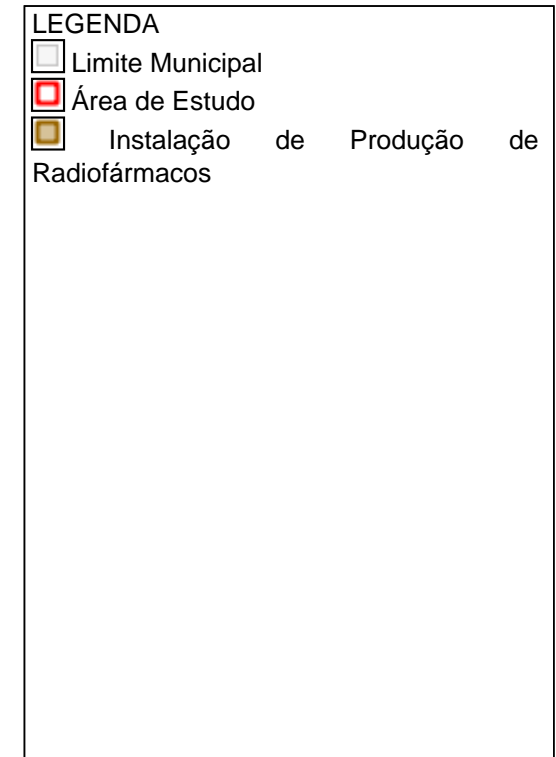 LEGENDA
Limite Municipal
Área de Estudo
Instalação de Produção de
Radiofármacos